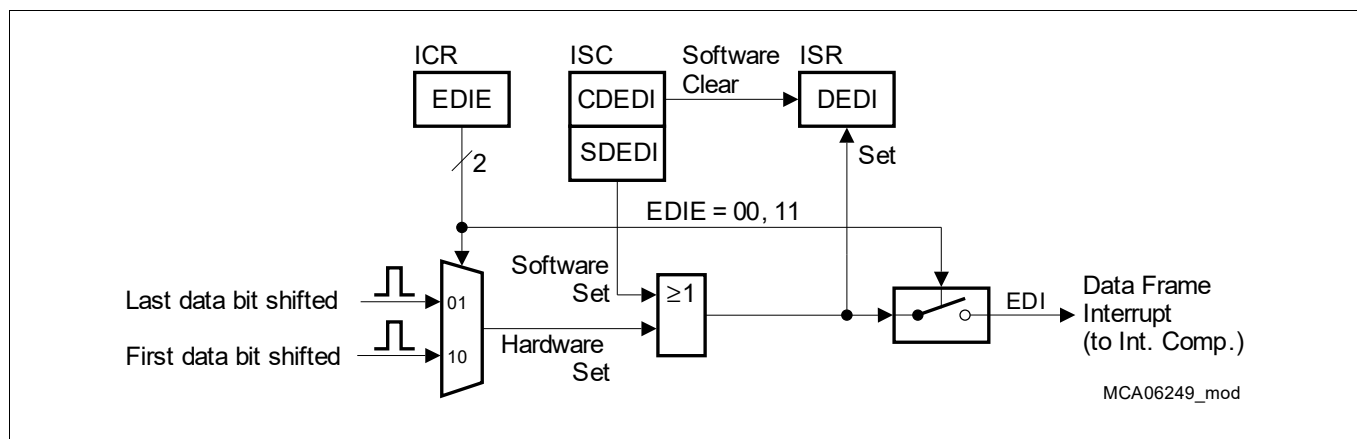 ICR
ISC
Software
Clear
ISR
EDIE
CDEDI
DEDI
SDEDI
2
Set
EDIE = 00, 11
Software
Set
≥1
Last data bit shifted
01
First data bit shifted
10
Hardware
Set
EDI
Data Frame
Interrupt
(to Int. Comp.)
MCA06249_mod